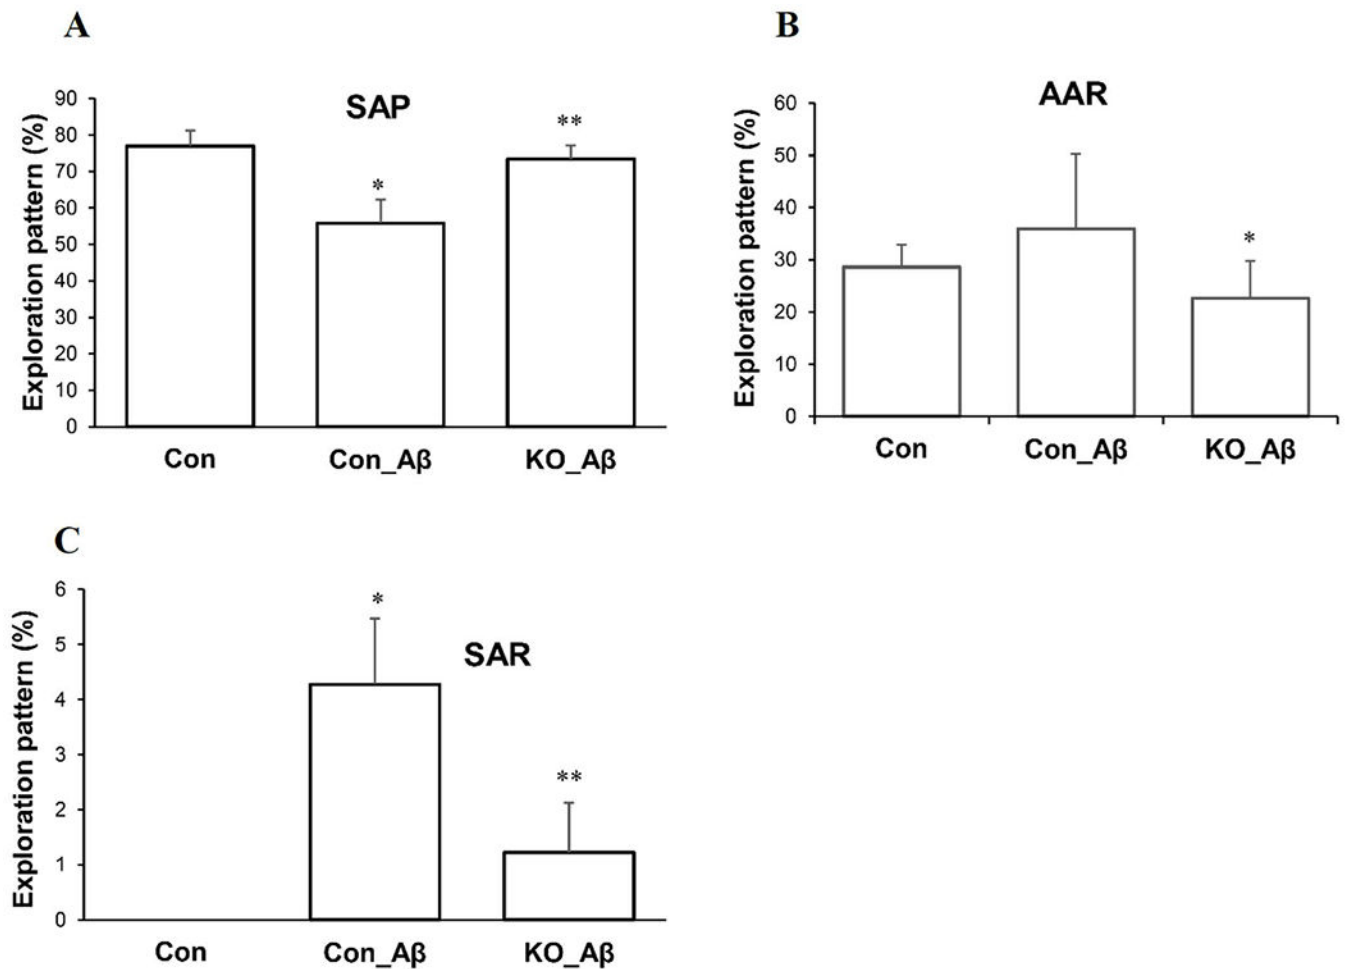 A
SAP
Exploration pattern (%)
90
80
70
60
50
40
30
20
10
0
*
**
Con
Con_Aβ
KO_Aβ
B
AAR
Exploration pattern (%)
60
50
40
30
20
10
0
*
Con
Con_Aβ
KO_Aβ
C
SAR
Exploration pattern (%)
6
5
4
3
2
1
0
*
**
Con
Con_Aβ
KO_Aβ